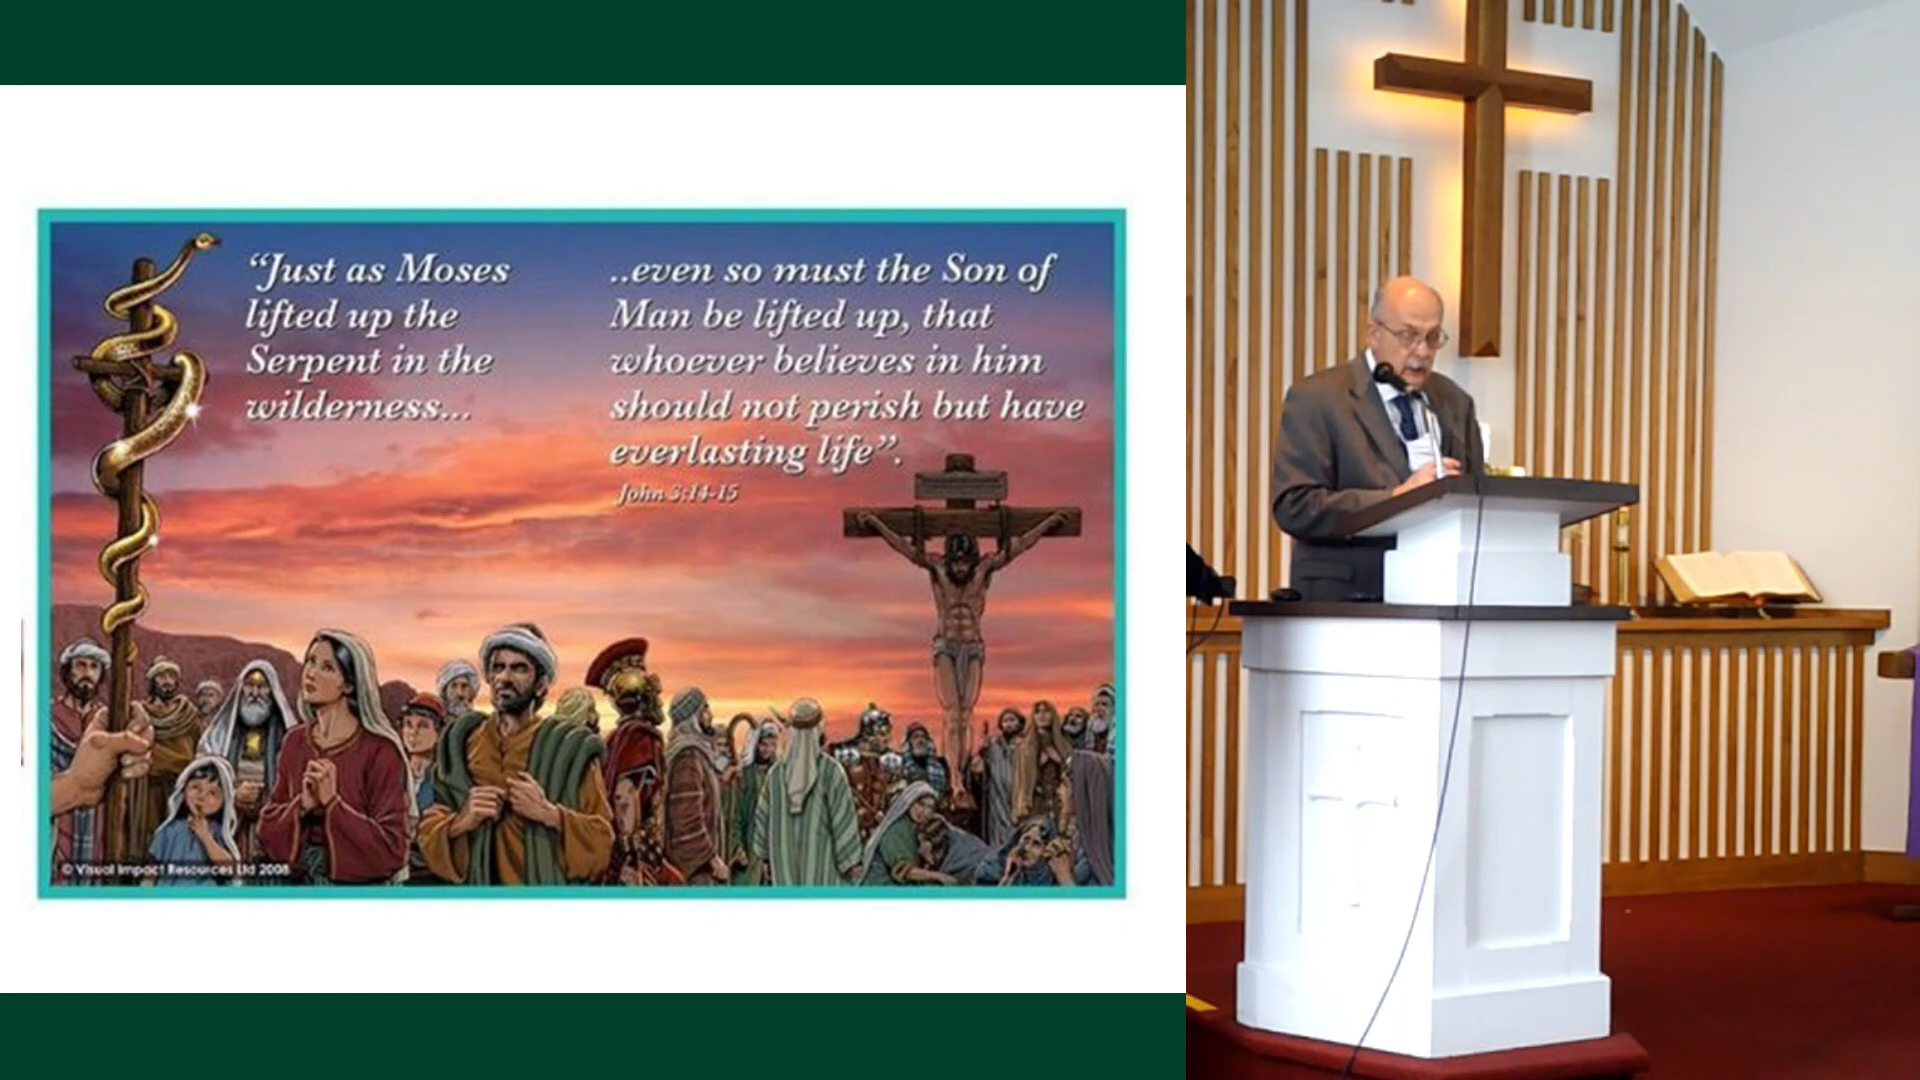 “Just as Moses
lifted up the
Serpent in the
wilderness...
..even so must the Son of
Man be lifted up, that
whoever believes in him
should not perish but have
everlasting life”.
John 3:14-15
© Visual Impact Resources Ltd 2008